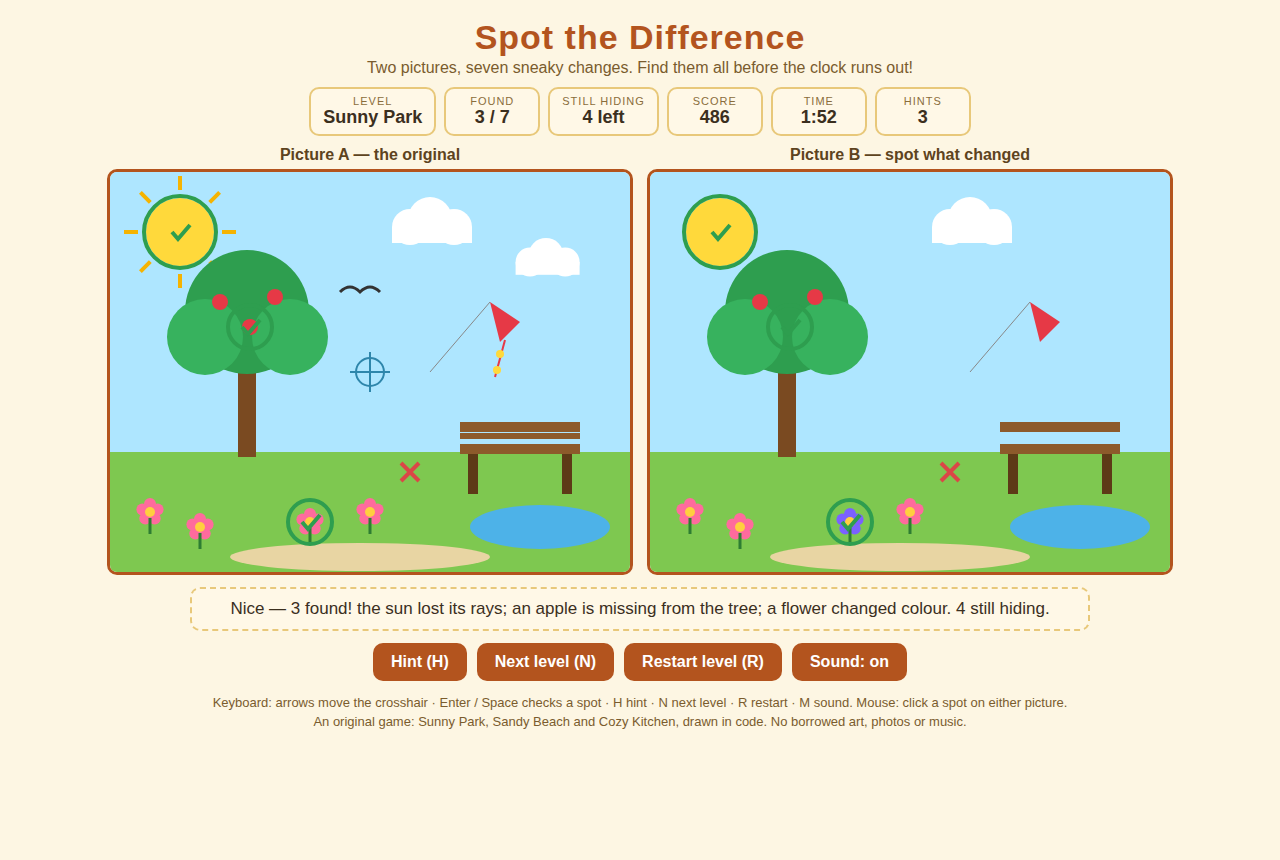 Spot the Difference
Two pictures, seven sneaky changes. Find them all before the clock runs out!
LEVEL
Sunny Park
FOUND
3 / 7
STILL HIDING
4 left
SCORE
486
TIME
1:52
HINTS
3
Picture A — the original
Picture B — spot what changed
Nice — 3 found! the sun lost its rays; an apple is missing from the tree; a flower changed colour. 4 still hiding.
Hint (H)
Next level (N)
Restart level (R)
Sound: on
Keyboard: arrows move the crosshair · Enter / Space checks a spot · H hint · N next level · R restart · M sound. Mouse: click a spot on either picture.
An original game: Sunny Park, Sandy Beach and Cozy Kitchen, drawn in code. No borrowed art, photos or music.